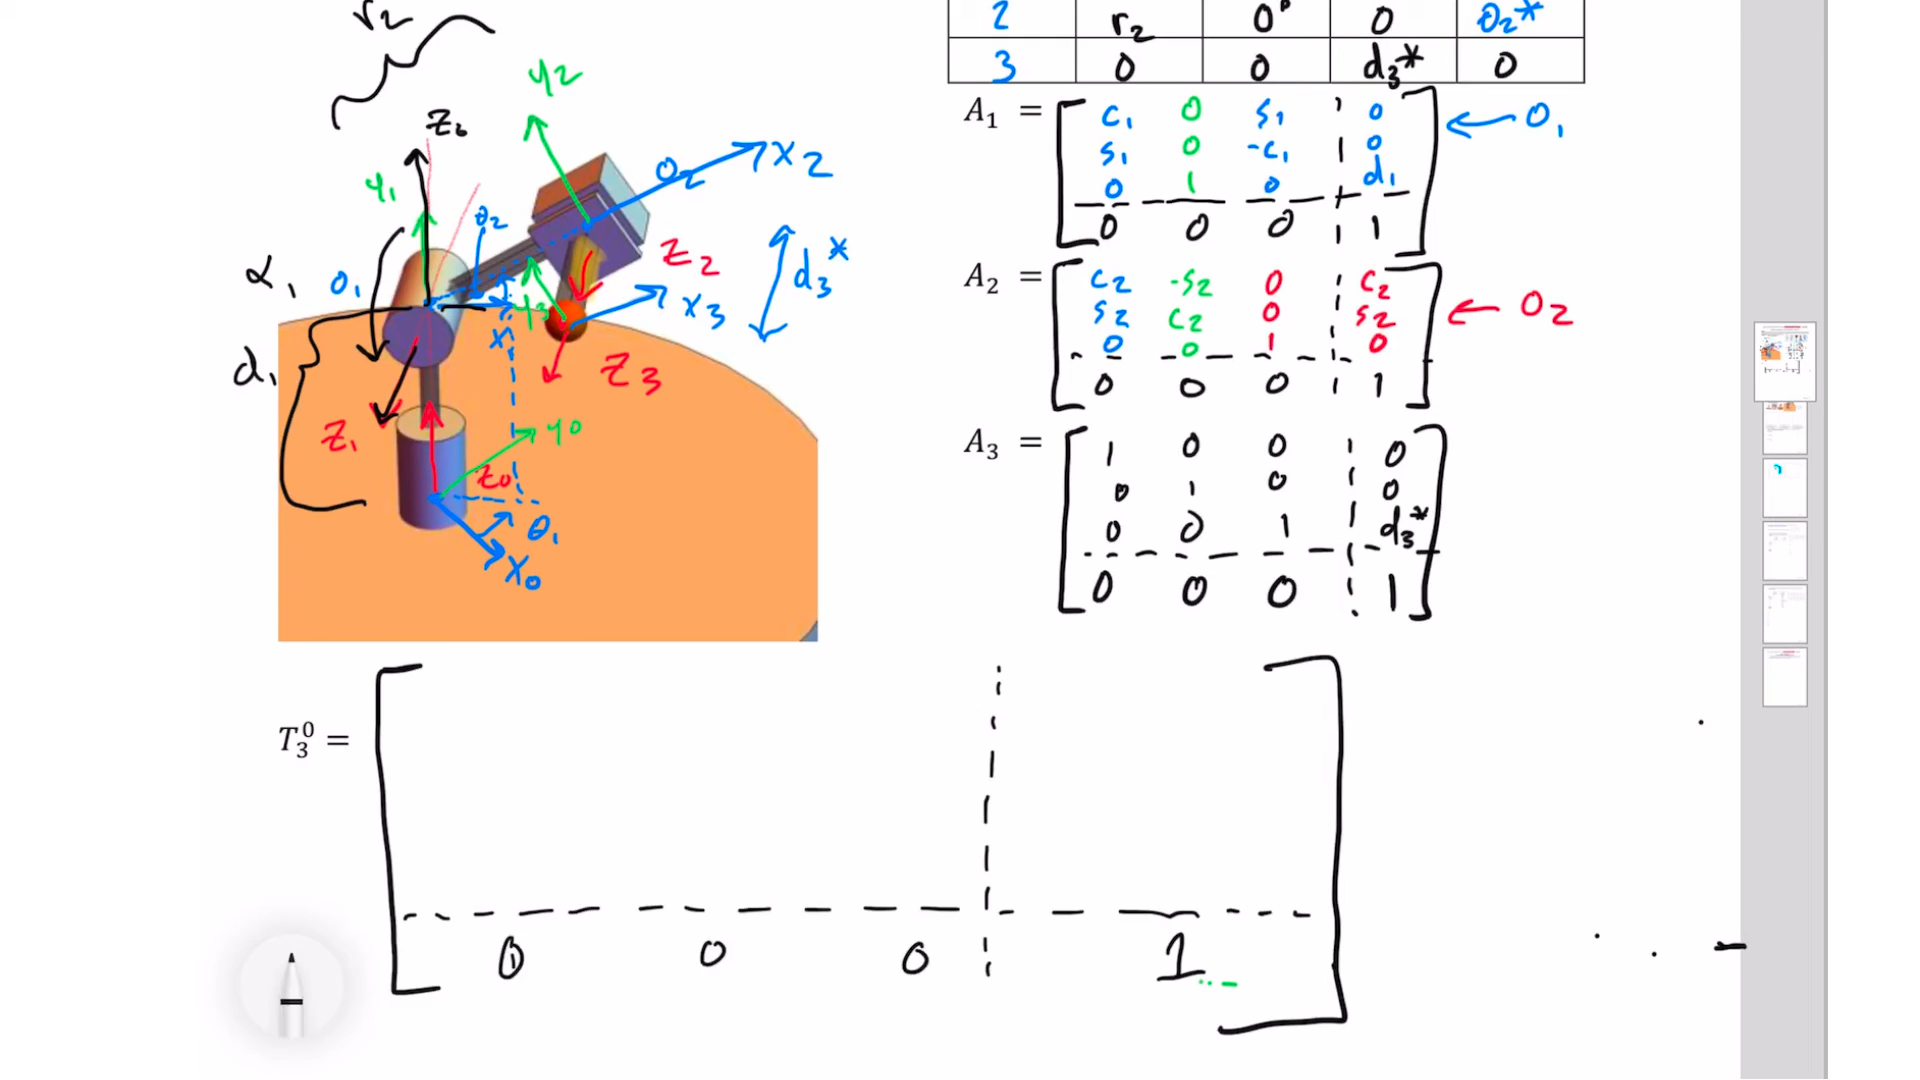 r2
2 r2 0° 0 θ2*
3 0 0 d3* 0
y2
z0
x2
o2
y1
θ2
α1
o1
z2
d3*
x3
y3
x1
d1
z3
z1
y0
z0
θ1
x0
A1 =
c1 0 s1 0
s1 0 -c1 0
0 1 0 d1
0 0 0 1
← o1
A2 =
c2 -s2 0 c2
s2 c2 0 s2
0 0 1 0
0 0 0 1
← o2
A3 =
1 0 0 0
0 1 0 0
0 0 1 d3*
0 0 0 1
T⁰₃ =
0 0 0 1